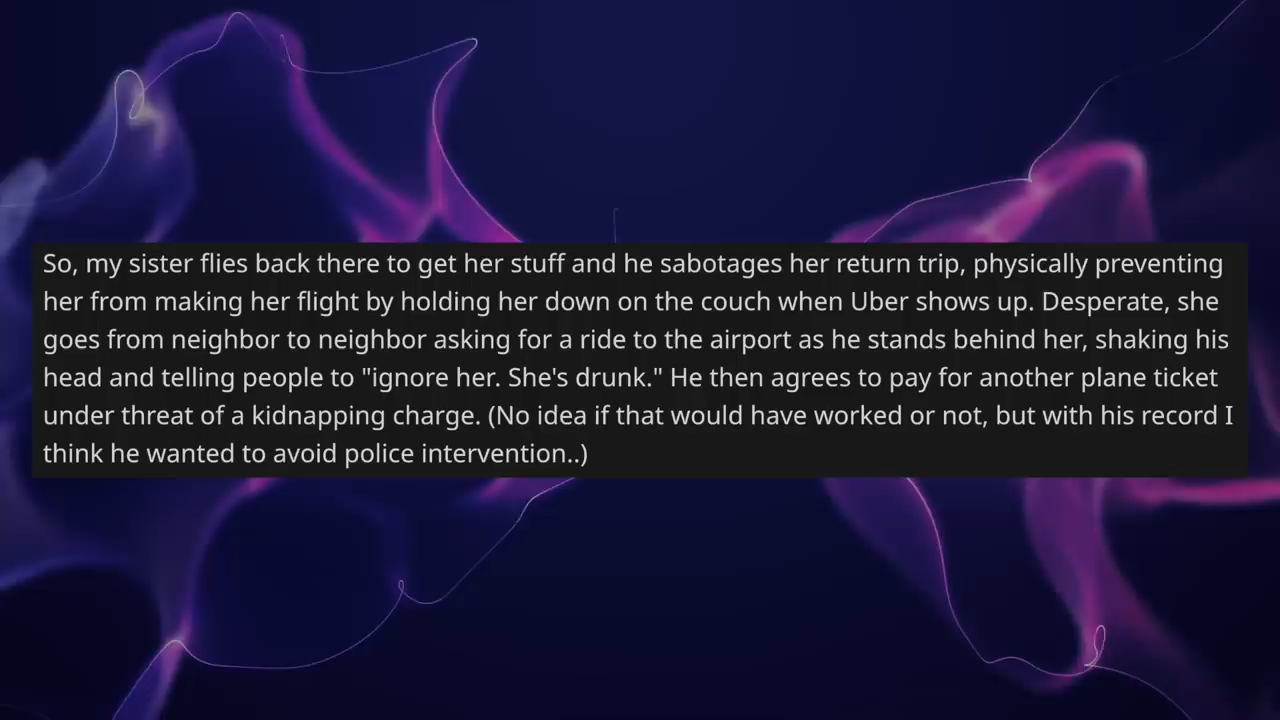 So, my sister flies back there to get her stuff and he sabotages her return trip, physically preventing
her from making her flight by holding her down on the couch when Uber shows up. Desperate, she
goes from neighbor to neighbor asking for a ride to the airport as he stands behind her, shaking his
head and telling people to "ignore her. She's drunk." He then agrees to pay for another plane ticket
under threat of a kidnapping charge. (No idea if that would have worked or not, but with his record I
think he wanted to avoid police intervention..)